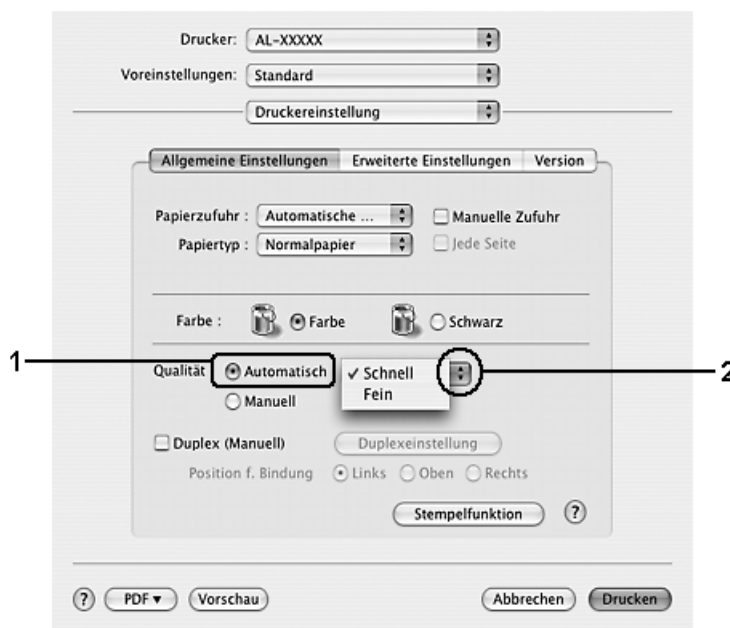 Drucker: AL-XXXXX
Voreinstellungen: Standard
Druckereinstellung
Allgemeine Einstellungen Erweiterte Einstellungen Version
Papierzufuhr : Automatische ... Manuelle Zufuhr
Papiertyp : Normalpapier Jede Seite
Farbe : Farbe Schwarz
1 Qualität Automatisch ✓ Schnell 2
Manuell Fein
Duplex (Manuell) Duplexeinstellung
Position f. Bindung Links Oben Rechts
Stempelfunktion ?
? PDF ▼ Vorschau Abbrechen Drucken